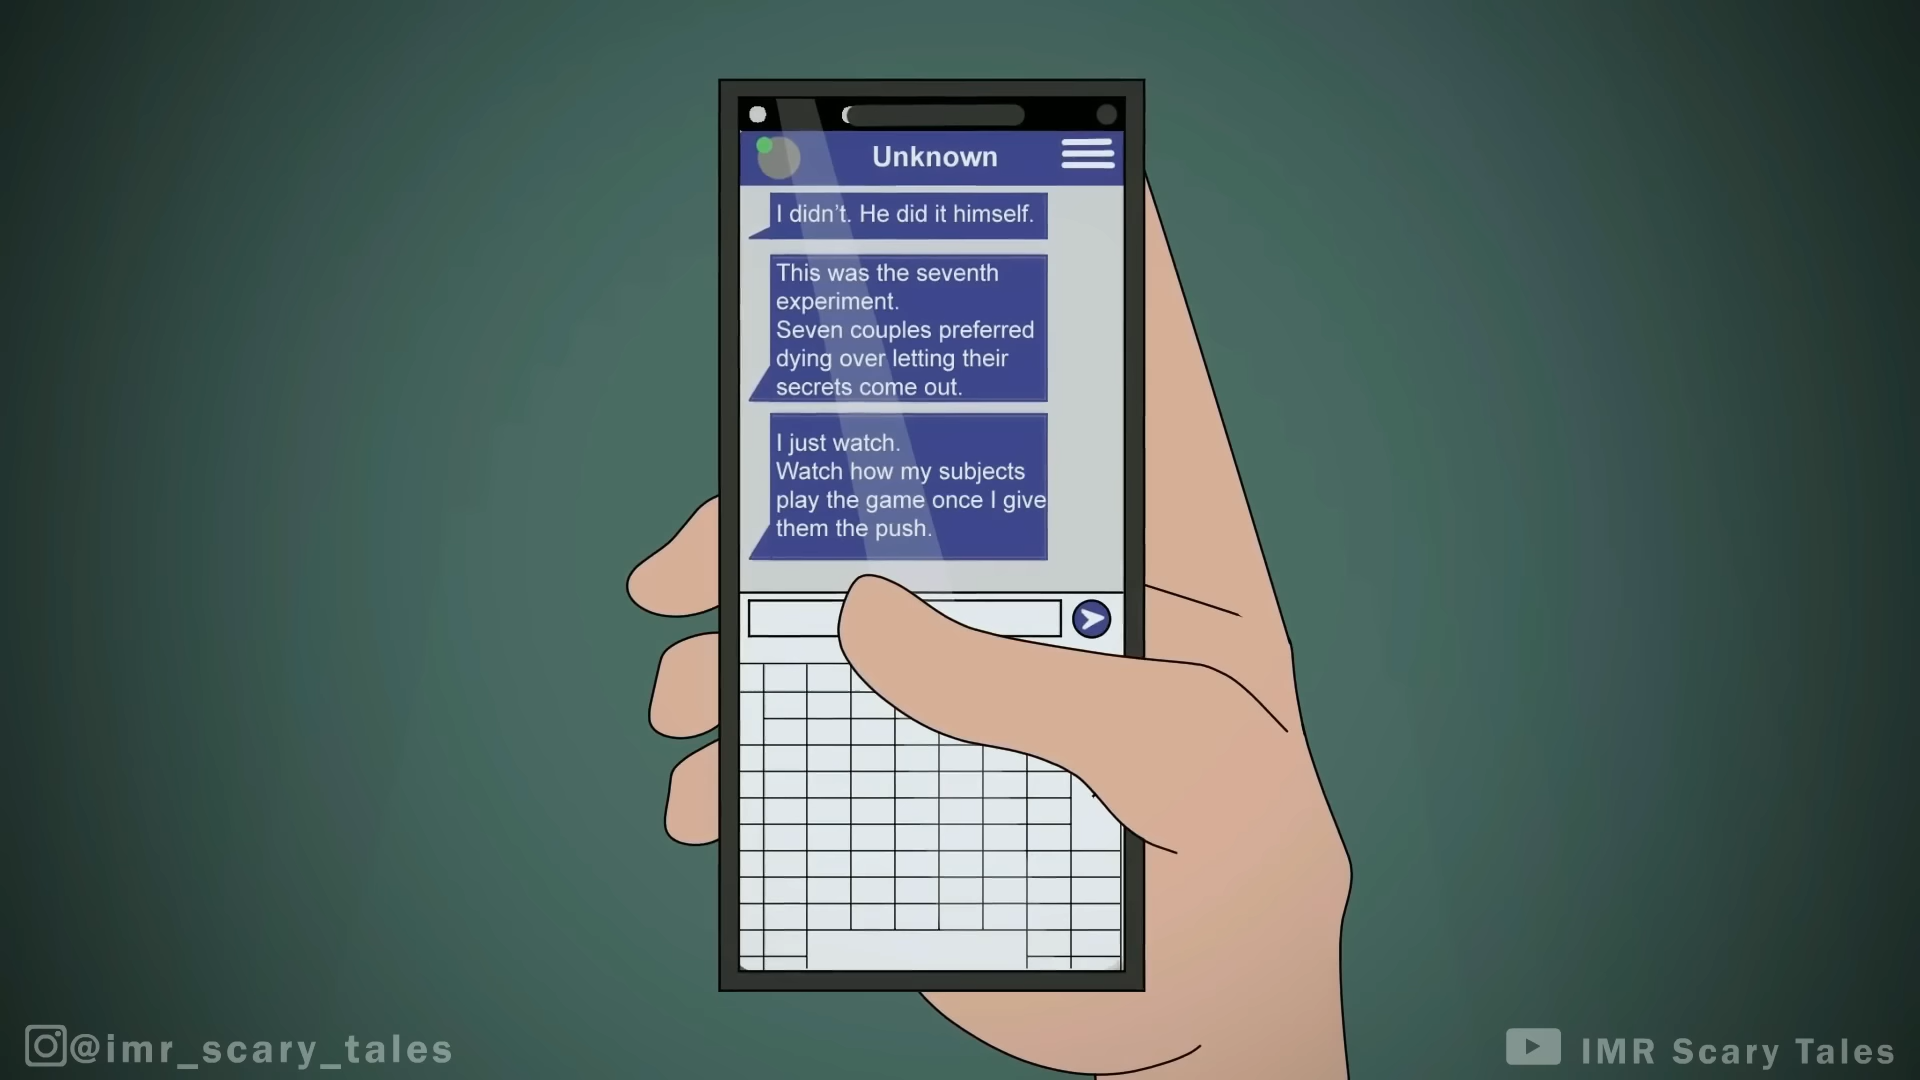 Unknown
I didn't. He did it himself.
This was the seventh
experiment.
Seven couples preferred
dying over letting their
secrets come out.
I just watch.
Watch how my subjects
play the game once I give
them the push.
@imr_scary_tales
IMR Scary Tales